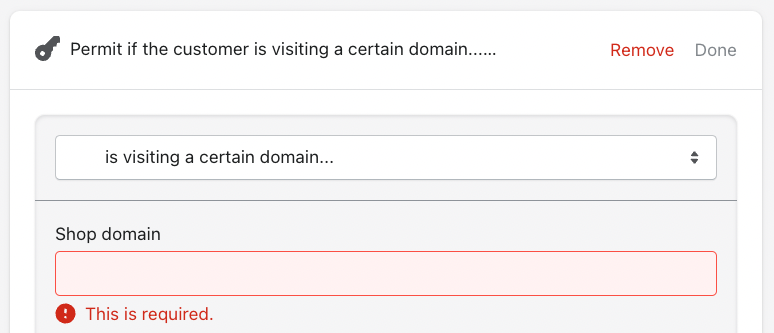 Permit if the customer is visiting a certain domain...... Remove Done
is visiting a certain domain...
Shop domain
This is required.